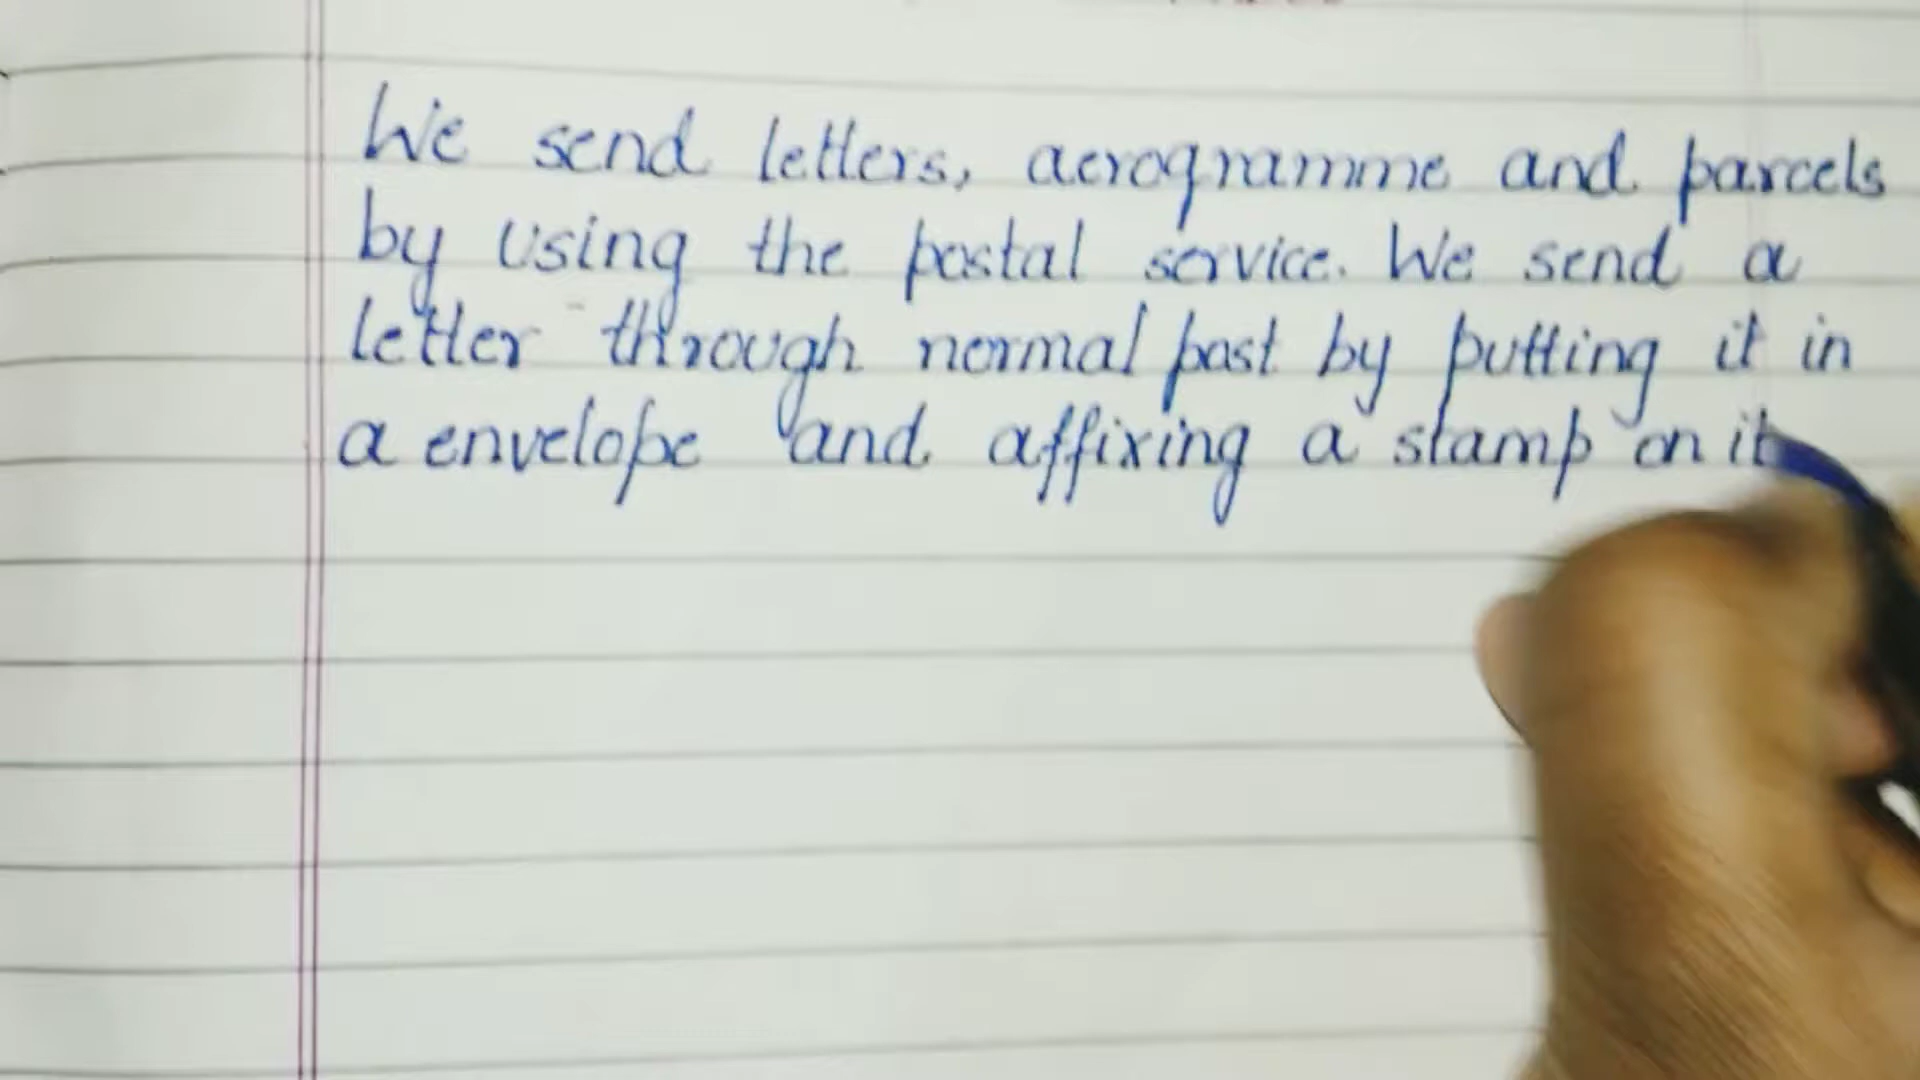 We send letters, aerogramme and parcels
by using the postal service. We send a
letter through normal post by putting it in
a envelope and affixing a stamp on it